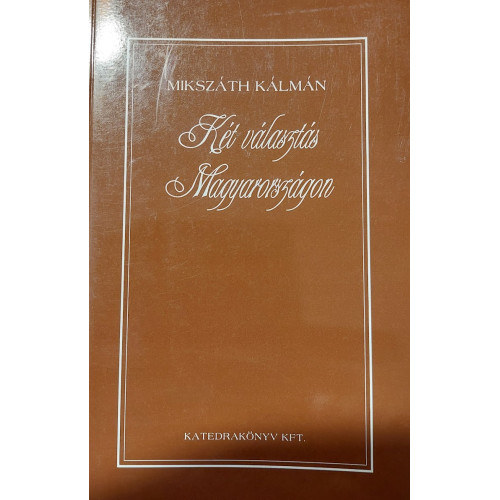 MIKSZÁTH KÁLMÁN
Két választás
Magyarországon
KATEDRAKÖNYV KFT.